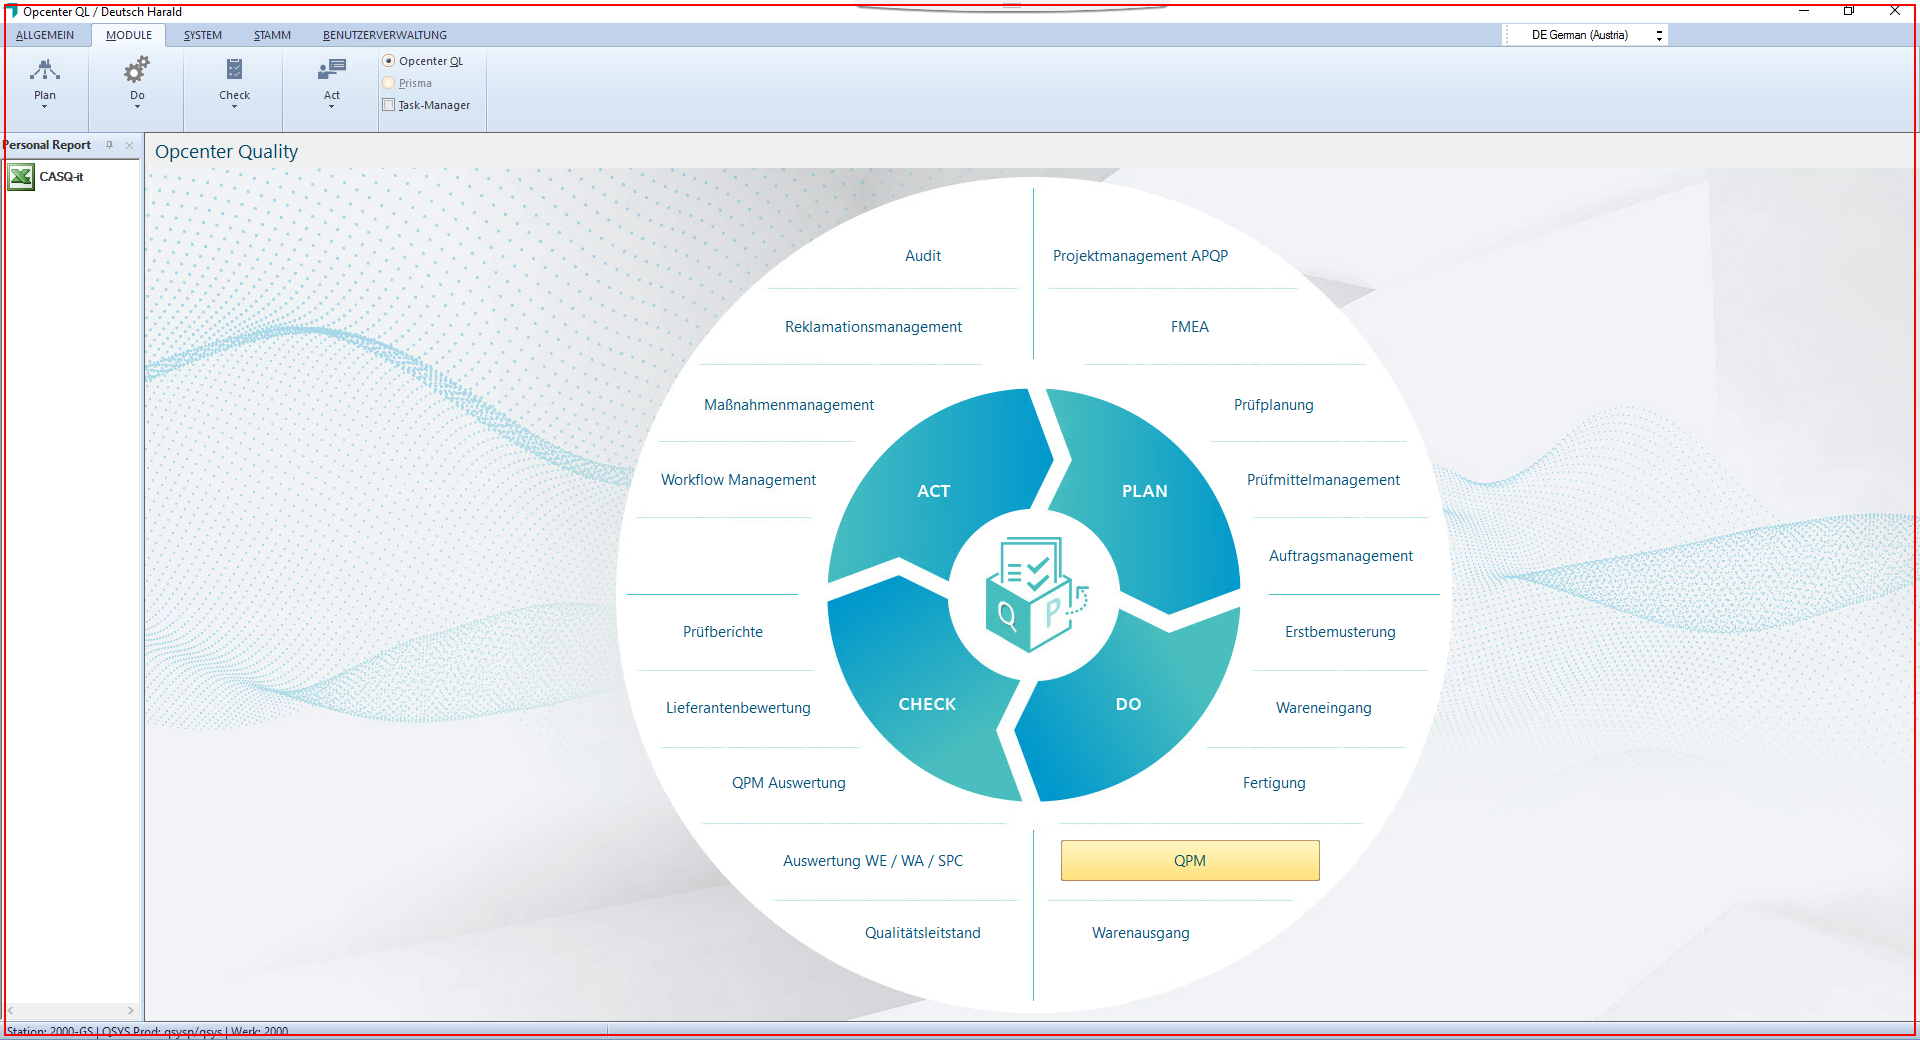 Opcenter QL / Deutsch Harald
ALLGEMEIN MODULE SYSTEM STAMM BENUTZERVERWALTUNG
DE German (Austria)
Plan
Do
Check
Act
Opcenter QL
Prisma
Task-Manager
Personal Report
CASQ-it
Opcenter Quality
Audit
Projektmanagement APQP
Reklamationsmanagement
FMEA
Maßnahmenmanagement
Prüfplanung
Workflow Management
Prüfmittelmanagement
ACT
PLAN
Auftragsmanagement
Q P
Prüfberichte
Erstbemusterung
Lieferantenbewertung
CHECK
DO
Wareneingang
QPM Auswertung
Fertigung
Auswertung WE / WA / SPC
QPM
Qualitätsleitstand
Warenausgang
Station: 2000-GS | QSYS Prod: qsysp/qsys | Werk: 2000